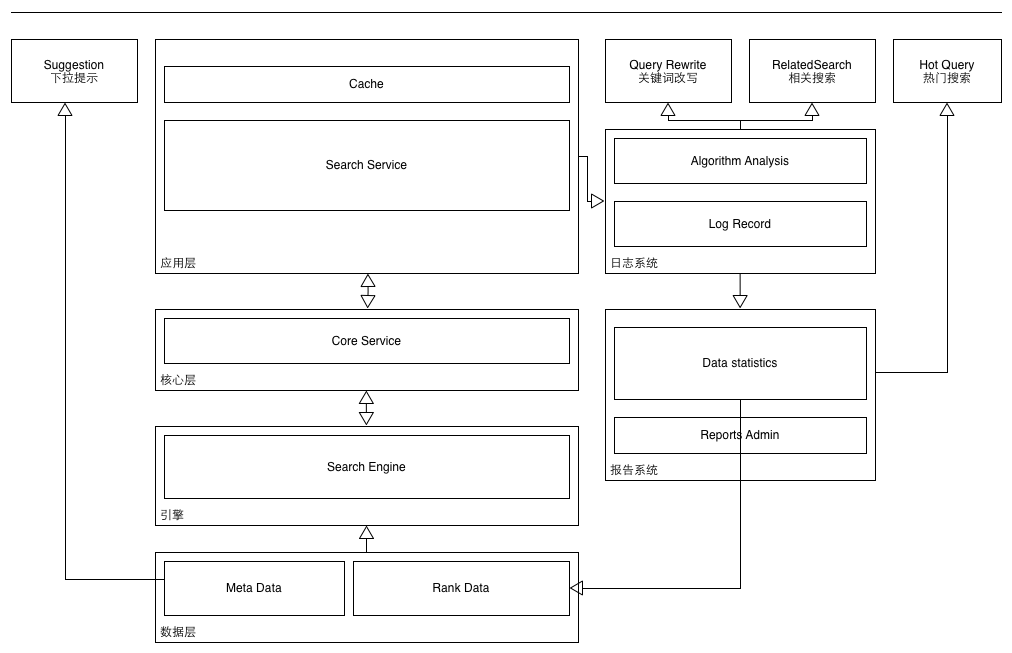 Suggestion
下拉提示
Cache
Search Service
应用层
Query Rewrite
关键词改写
RelatedSearch
相关搜索
Hot Query
热门搜索
Algorithm Analysis
Log Record
日志系统
Core Service
核心层
Data statistics
Reports Admin
报告系统
Search Engine
引擎
Meta Data
Rank Data
数据层